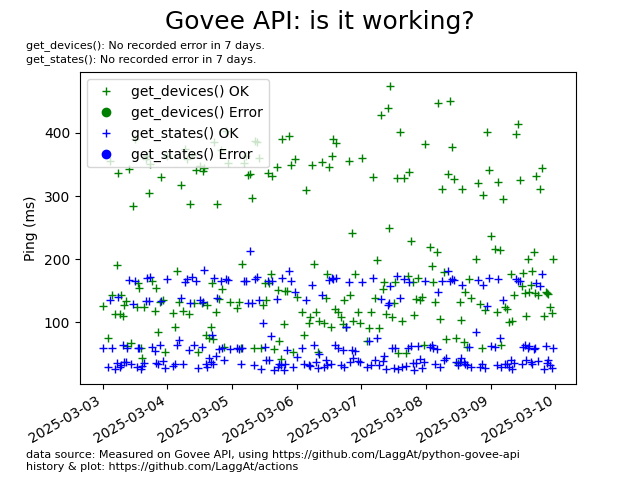 Govee API: is it working?
get_devices(): No recorded error in 7 days.
get_states(): No recorded error in 7 days.
get_devices() OK
get_devices() Error
get_states() OK
get_states() Error
Ping (ms)
400
300
200
100
2025-03-03
2025-03-04
2025-03-05
2025-03-06
2025-03-07
2025-03-08
2025-03-09
2025-03-10
data source: Measured on Govee API, using https://github.com/LaggAt/python-govee-api
history & plot: https://github.com/LaggAt/actions